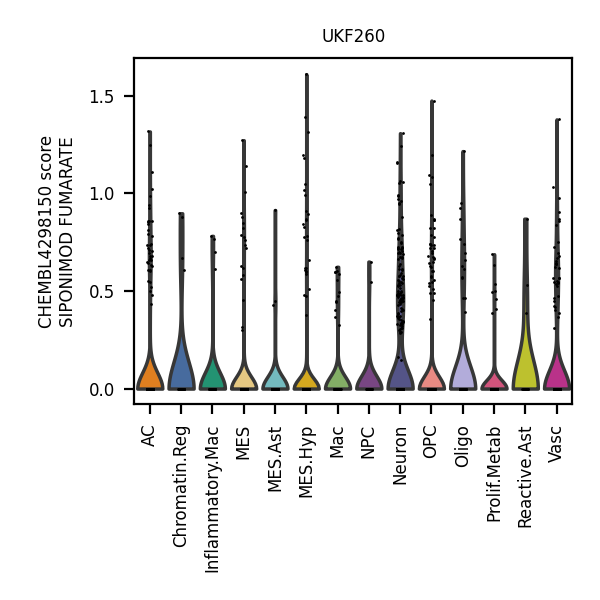 UKF260
CHEMBL4298150 score
SIPONIMOD FUMARATE
1.5
1.0
0.5
0.0
AC
Chromatin.Reg
Inflammatory.Mac
MES
MES.Ast
MES.Hyp
Mac
NPC
Neuron
OPC
Oligo
Prolif.Metab
Reactive.Ast
Vasc